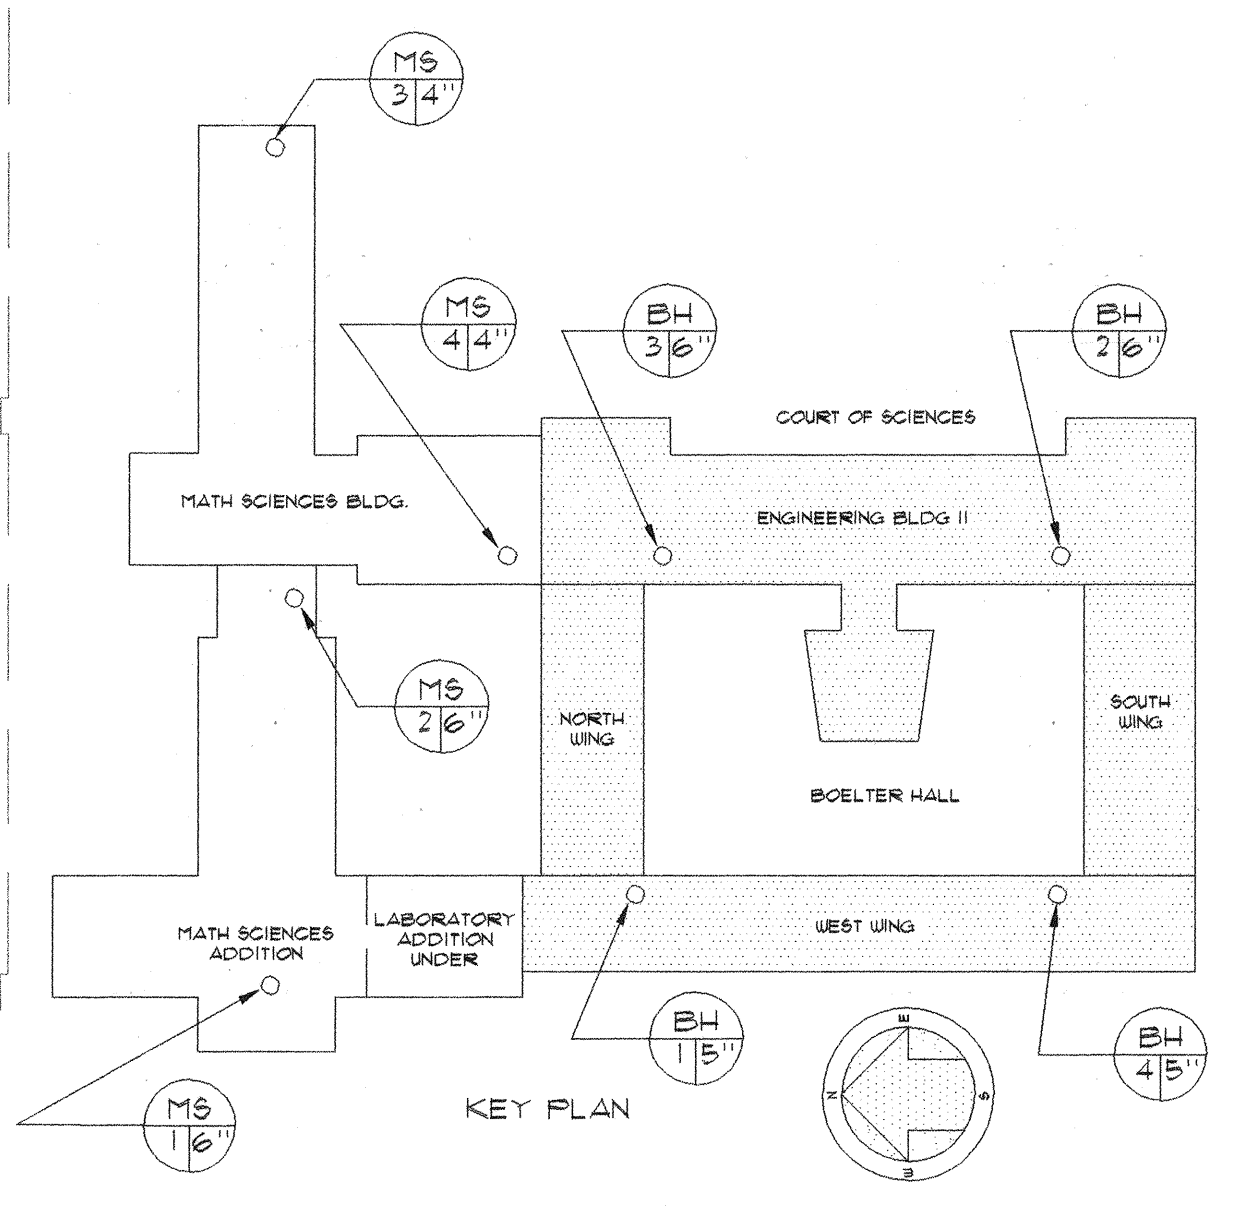 MS
3 4"
MS
4 4"
BH
3 6"
BH
2 6"
COURT OF SCIENCES
MATH SCIENCES BLDG.
ENGINEERING BLDG II
MS
2 6"
NORTH
WING
SOUTH
WING
BOELTER HALL
MATH SCIENCES
ADDITION
LABORATORY
ADDITION
UNDER
WEST WING
BH
1 5"
BH
4 5"
MS
1 6"
KEY PLAN
E
N
S
W